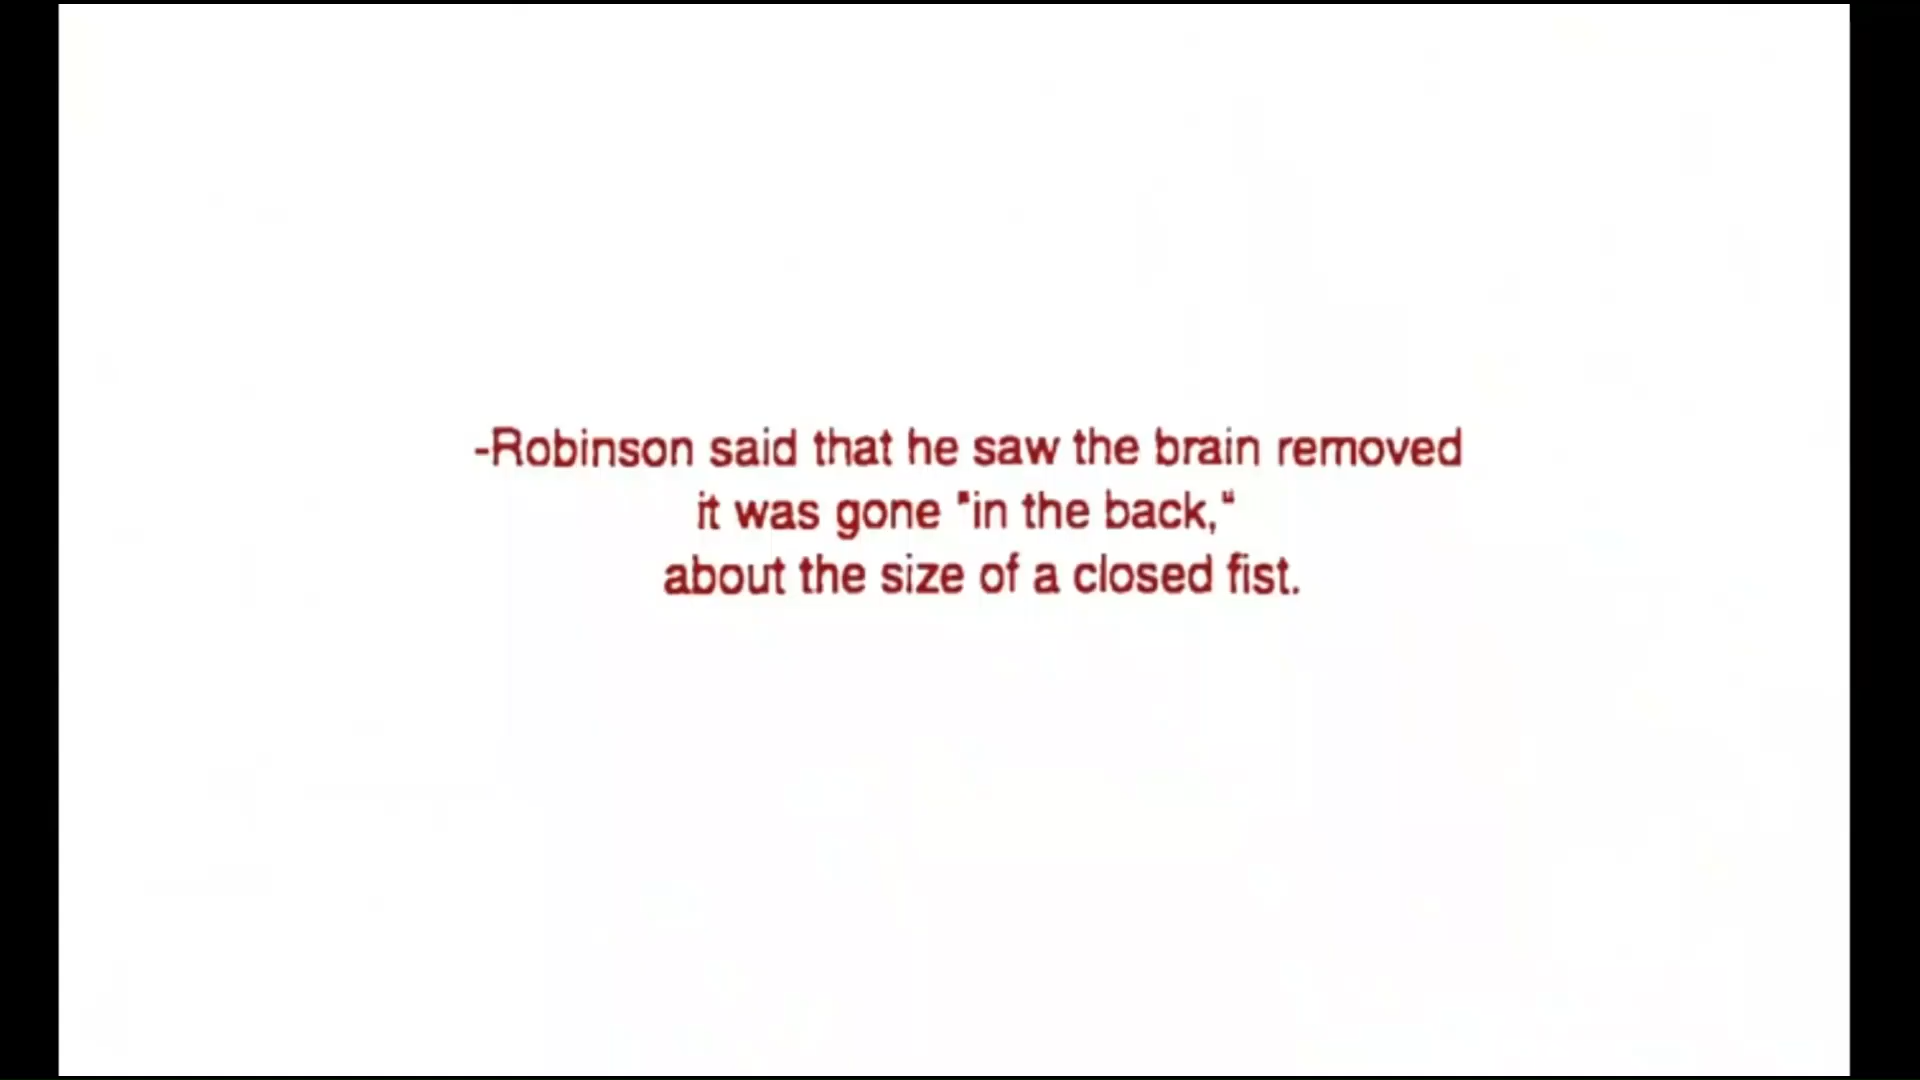 -Robinson said that he saw the brain removed
it was gone "in the back,"
about the size of a closed fist.